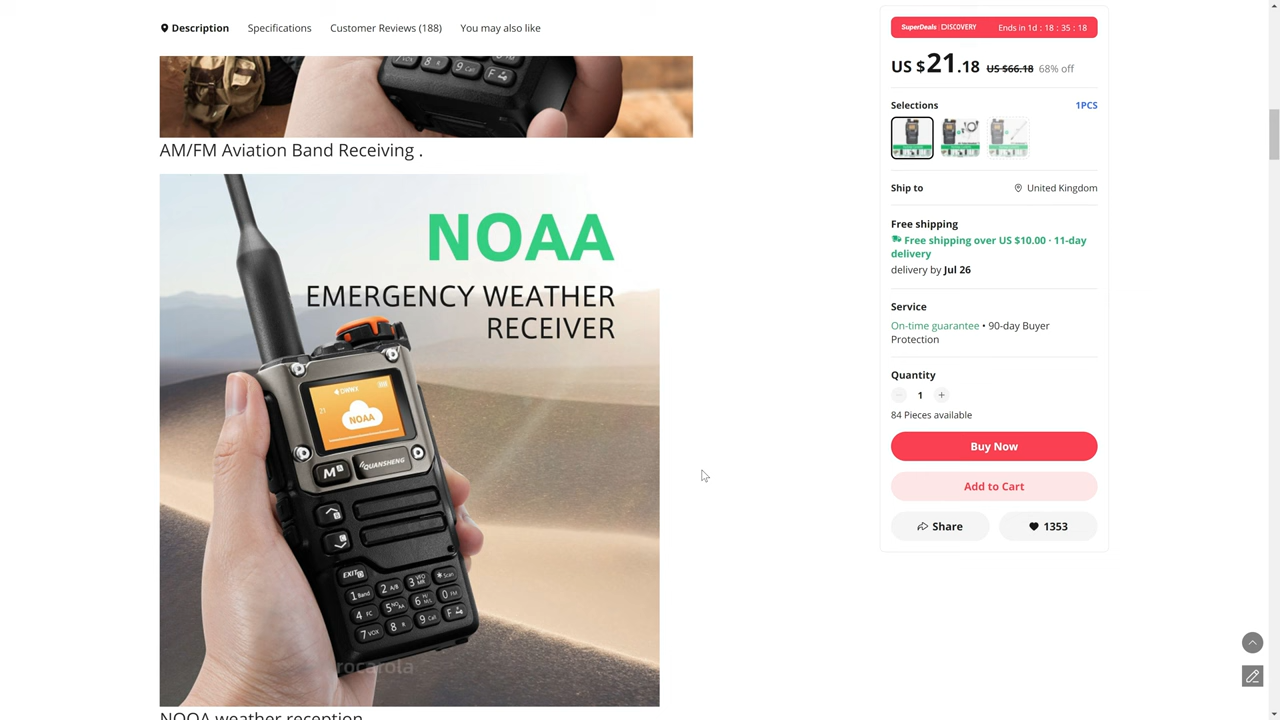 Description Specifications Customer Reviews (188) You may also like
AM/FM Aviation Band Receiving .
NOAA
EMERGENCY WEATHER
RECEIVER
NOAA
M A
QUANSHENG
EXIT
1 Band 2 A/B 3 VFO MR * Scan
4 FC 5 NOAA 6 H/M/L 0 FM
7 VOX 8 R 9 Call F
rocarola
NOOA weather reception
SuperDeals | DISCOVERY Ends in 1d : 18 : 35 : 18
US $21.18 US $66.18 68% off
Selections 1PCS
Ship to United Kingdom
Free shipping
Free shipping over US $10.00 · 11-day
delivery
delivery by Jul 26
Service
On-time guarantee • 90-day Buyer
Protection
Quantity
- 1 +
84 Pieces available
Buy Now
Add to Cart
Share 1353